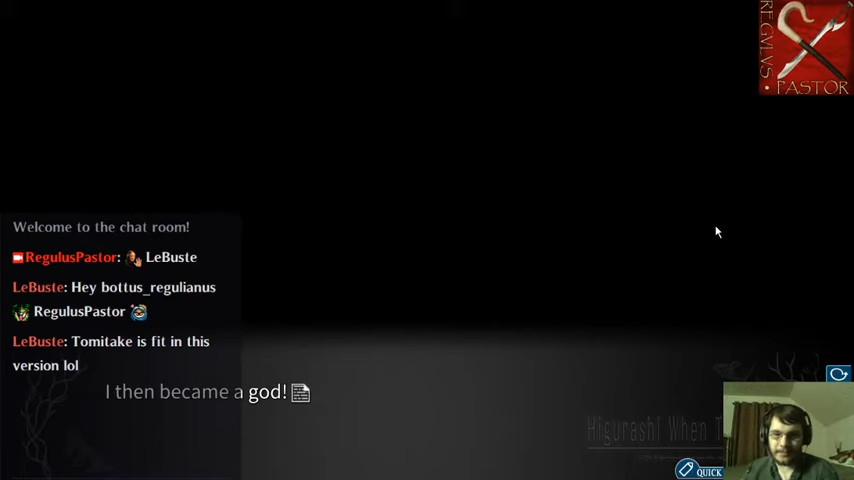 REGVLVS
• PASTOR
Welcome to the chat room!
RegulusPastor: LeBuste
LeBuste: Hey bottus_regulianus
RegulusPastor
LeBuste: Tomitake is fit in this
version lol
I then became a god!
Higurashi When T
QUICK